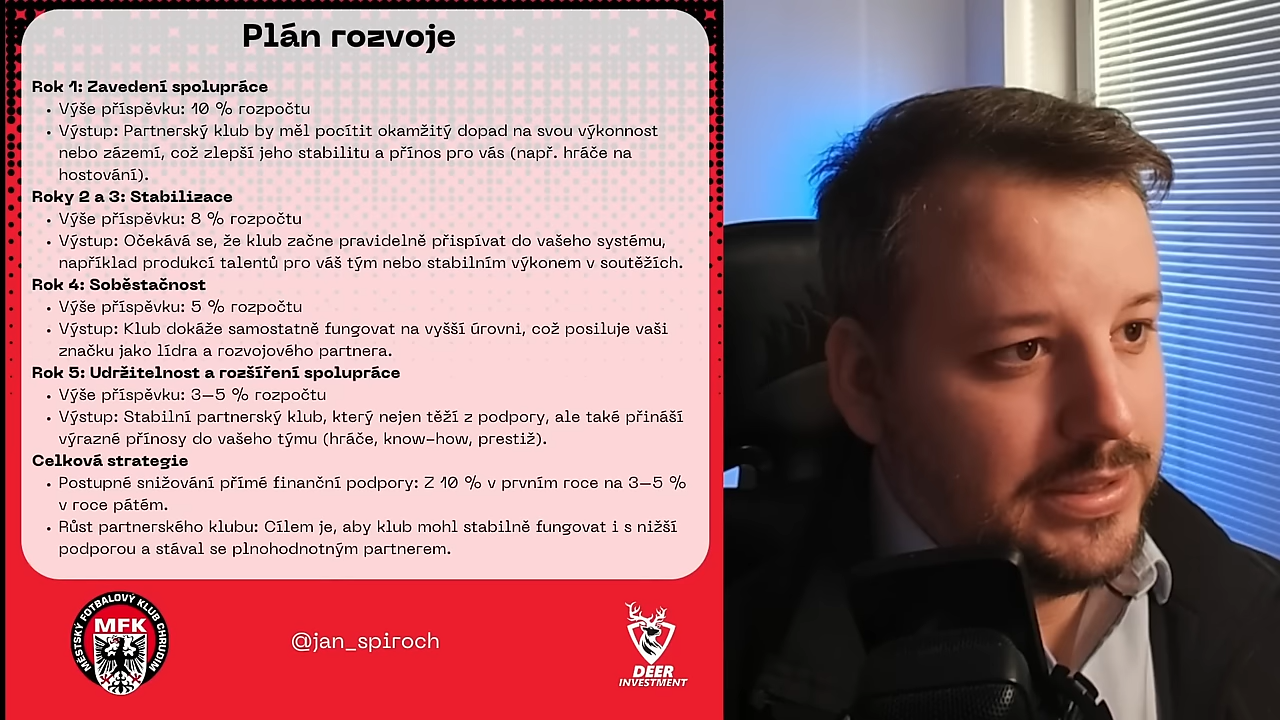 Plán rozvoje
Rok 1: Zavedení spolupráce
• Výše příspěvku: 10 % rozpočtu
• Výstup: Partnerský klub by měl pocítit okamžitý dopad na svou výkonnost
nebo zázemí, což zlepší jeho stabilitu a přínos pro vás (např. hráče na
hostování).
Roky 2 a 3: Stabilizace
• Výše příspěvku: 8 % rozpočtu
• Výstup: Očekává se, že klub začne pravidelně přispívat do vašeho systému,
například produkcí talentů pro váš tým nebo stabilním výkonem v soutěžích.
Rok 4: Soběstačnost
• Výše příspěvku: 5 % rozpočtu
• Výstup: Klub dokáže samostatně fungovat na vyšší úrovni, což posiluje vaši
značku jako lídra a rozvojového partnera.
Rok 5: Udržitelnost a rozšíření spolupráce
• Výše příspěvku: 3–5 % rozpočtu
• Výstup: Stabilní partnerský klub, který nejen těží z podpory, ale také přináší
výrazné přínosy do vašeho týmu (hráče, know-how, prestiž).
Celková strategie
• Postupné snižování přímé finanční podpory: Z 10 % v prvním roce na 3–5 %
v roce pátém.
• Růst partnerského klubu: Cílem je, aby klub mohl stabilně fungovat i s nižší
podporou a stával se plnohodnotným partnerem.
MĚSTSKÝ FOTBALOVÝ KLUB CHRUDIM
MFK
@jan_spiroch
DEER
INVESTMENT